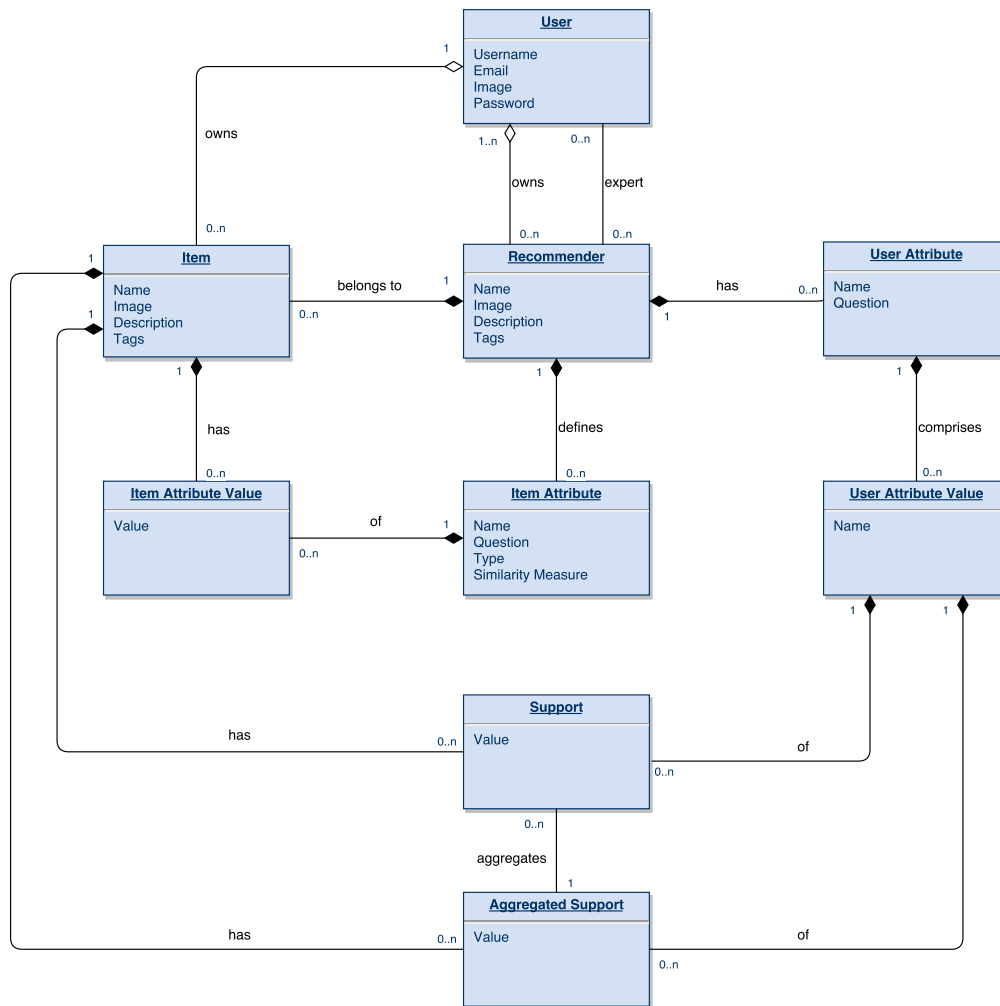 User
Username
Email
Image
Password
1
owns
0..n
1..n
0..n
owns
expert
0..n
0..n
1
Item
Name
Image
Description
Tags
1
belongs to
0..n
1
Recommender
Name
Image
Description
Tags
has
1
0..n
User Attribute
Name
Question
1
has
0..n
1
defines
0..n
1
comprises
0..n
Item Attribute Value
Value
of
0..n
1
Item Attribute
Name
Question
Type
Similarity Measure
User Attribute Value
Name
1
1
Support
Value
has
0..n
of
0..n
0..n
aggregates
1
Aggregated Support
Value
has
0..n
of
0..n